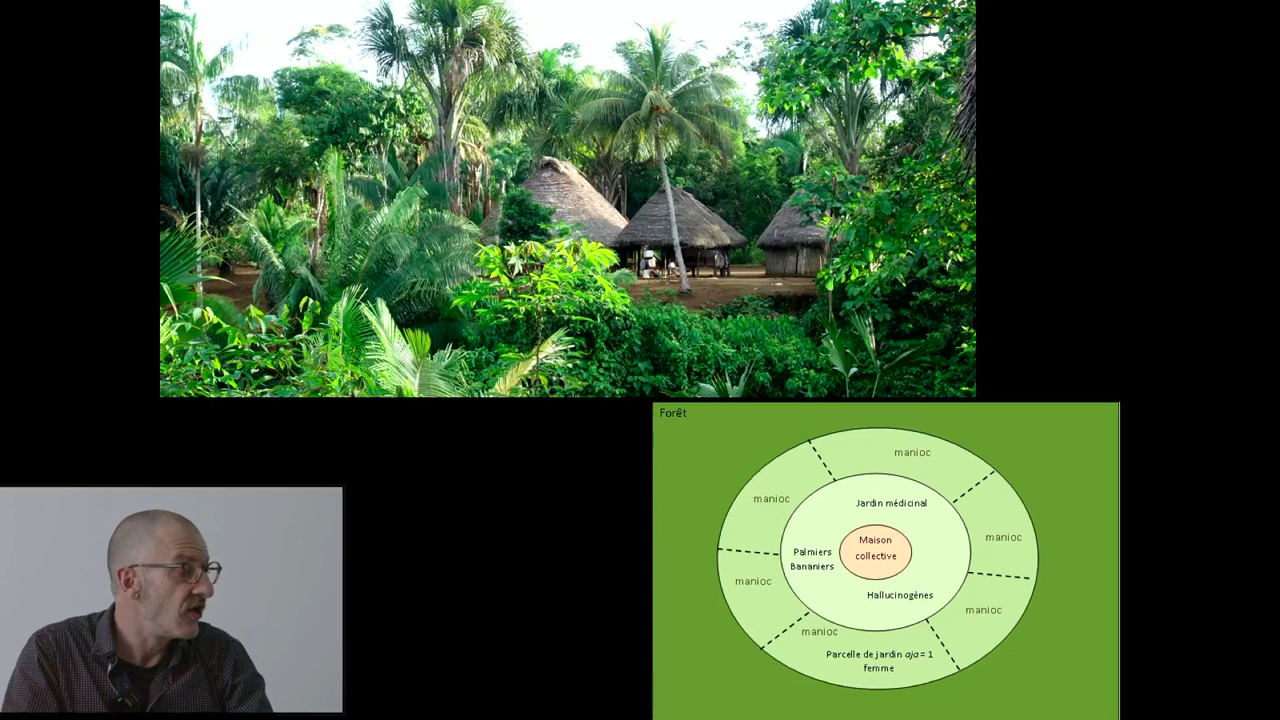 Forêt
manioc
manioc
Jardin médicinal
manioc
Maison
collective
Palmiers
Bananiers
manioc
Hallucinogènes
manioc
manioc
Parcelle de jardin aja = 1
femme